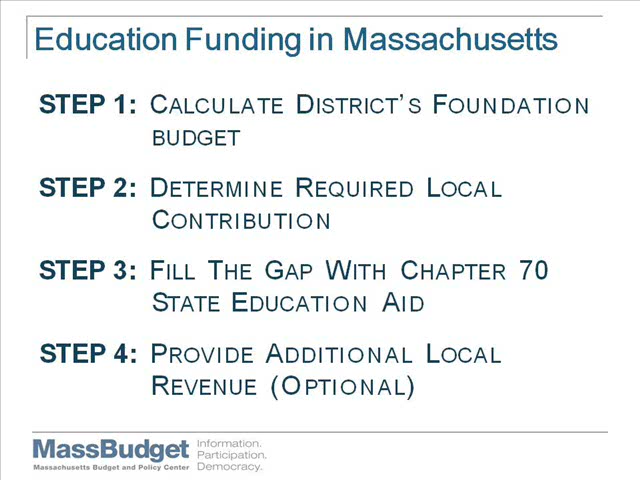 Education Funding in Massachusetts
STEP 1: CALCULATE DISTRICT'S FOUNDATION
BUDGET
STEP 2: DETERMINE REQUIRED LOCAL
CONTRIBUTION
STEP 3: FILL THE GAP WITH CHAPTER 70
STATE EDUCATION AID
STEP 4: PROVIDE ADDITIONAL LOCAL
REVENUE (OPTIONAL)
MassBudget
Massachusetts Budget and Policy Center
Information.
Participation.
Democracy.